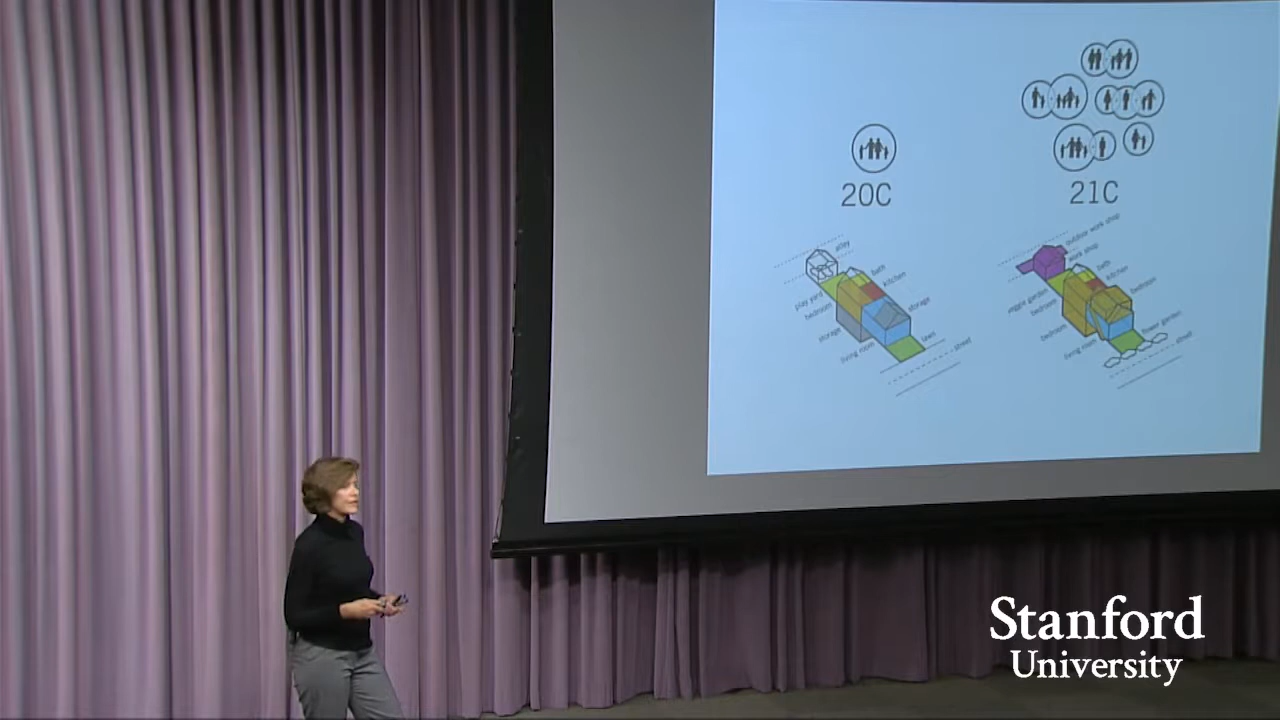 20C
21C
alley
bath
kitchen
storage
play yard
bedroom
storage
living room
lawn
street
outdoor work shop
work shop
bath
kitchen
bedroom
veggie garden
bedroom
bedroom
living room
flower garden
street
Stanford
University